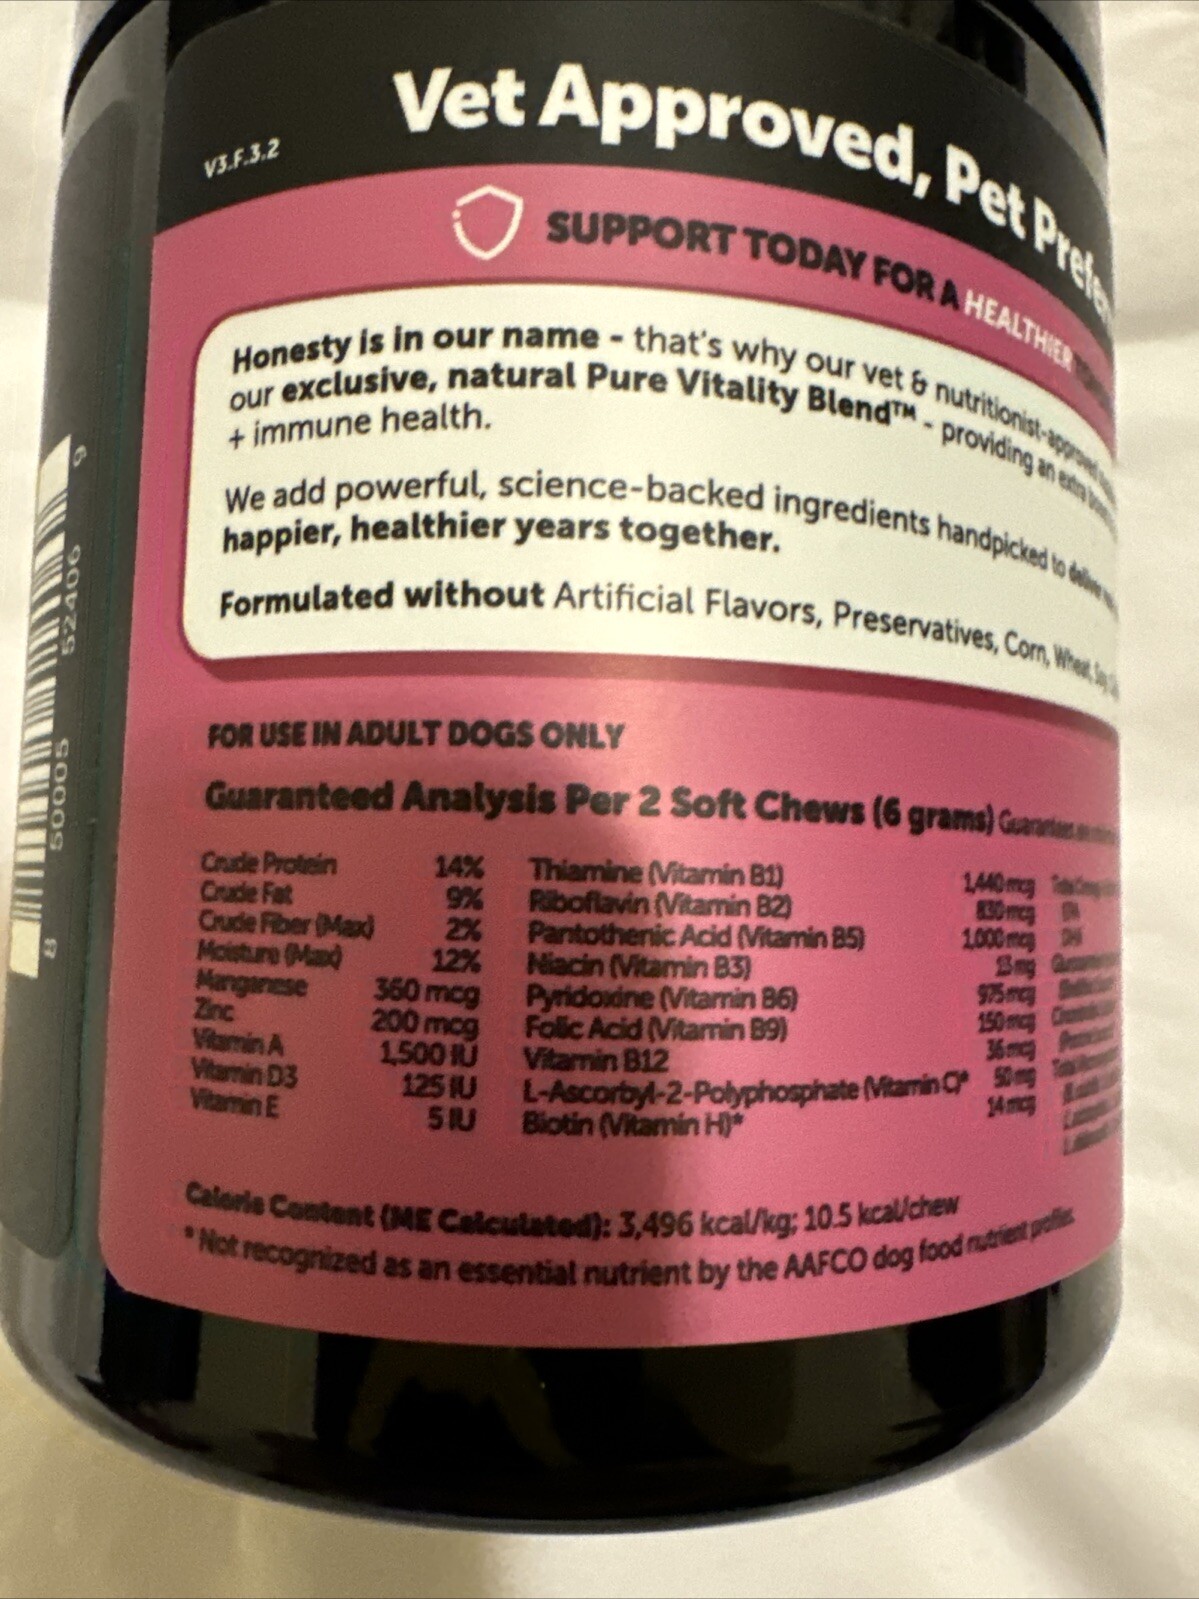 Vet Approved, Pet
V3.F.3.2
SUPPORT TODAY FOR A HEALTHIER
Honesty is in our name - that's why our vet & nutritionist-approved
our exclusive, natural Pure Vitality Blend™ - providing an extra
+ immune health.
We add powerful, science-backed ingredients handpicked to deliver
happier, healthier years together.
Formulated without Artificial Flavors, Preservatives, Corn, Wheat, Soy
FOR USE IN ADULT DOGS ONLY
Guaranteed Analysis Per 2 Soft Chews (6 grams) Guarantees are
Crude Protein 14%
Crude Fat 9%
Crude Fiber (Max) 2%
Moisture (Max) 12%
Manganese 360 mcg
Zinc 200 mcg
Vitamin A 1,500 IU
Vitamin D3 125 IU
Vitamin E 5 IU
Thiamine (Vitamin B1) 1,440 mcg
Riboflavin (Vitamin B2) 830 mcg
Pantothenic Acid (Vitamin B5) 1,000 mcg
Niacin (Vitamin B3) 13 mg
Pyridoxine (Vitamin B6) 975 mcg
Folic Acid (Vitamin B9) 150 mcg
Vitamin B12 36 mcg
L-Ascorbyl-2-Polyphosphate (Vitamin C)* 50 mg
Biotin (Vitamin H)* 14 mcg
EPA
DHA
Calorie Content (ME Calculated): 3,496 kcal/kg; 10.5 kcal/chew
* Not recognized as an essential nutrient by the AAFCO dog food nutrient profiles.
8 50005 52406 9